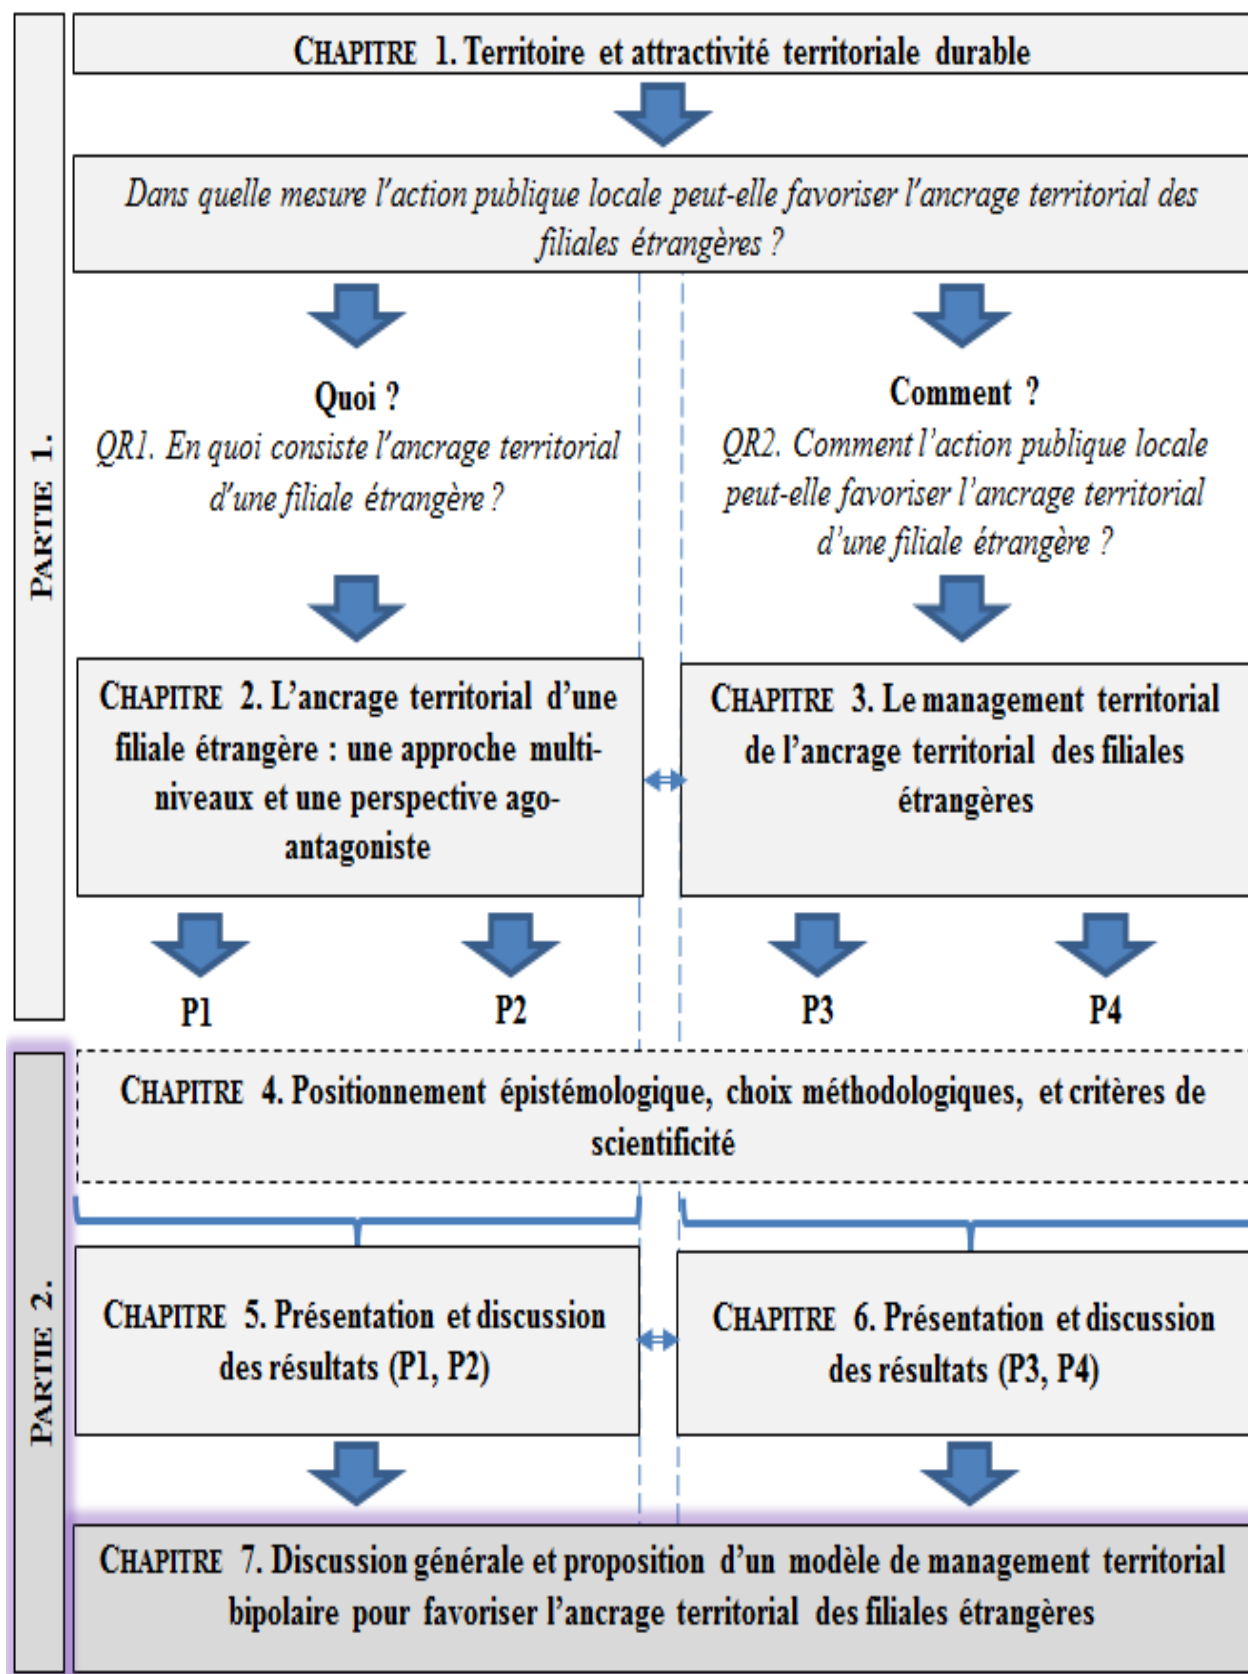 PARTIE 1.
CHAPITRE 1. Territoire et attractivité territoriale durable
Dans quelle mesure l'action publique locale peut-elle favoriser l'ancrage territorial des
filiales étrangères ?
Quoi ?
QR1. En quoi consiste l'ancrage territorial
d'une filiale étrangère ?
Comment ?
QR2. Comment l’action publique locale
peut-elle favoriser l’ancrage territorial
d’une filiale étrangère ?
CHAPITRE 2. L’ancrage territorial d’une
filiale étrangère : une approche multi-
niveaux et une perspective ago-
antagoniste
CHAPITRE 3. Le management territorial
de l’ancrage territorial des filiales
étrangères
P1
P2
P3
P4
PARTIE 2.
CHAPITRE 4. Positionnement épistémologique, choix méthodologiques, et critères de
scientificité
CHAPITRE 5. Présentation et discussion
des résultats (P1, P2)
CHAPITRE 6. Présentation et discussion
des résultats (P3, P4)
CHAPITRE 7. Discussion générale et proposition d’un modèle de management territorial
bipolaire pour favoriser l’ancrage territorial des filiales étrangères